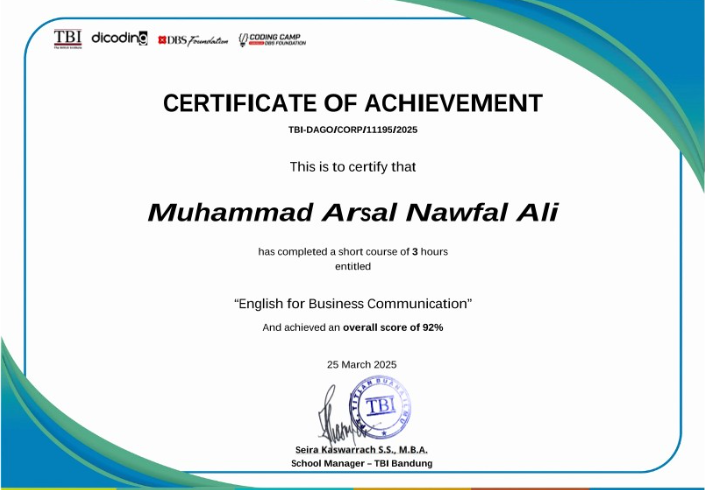 TBI dicoding DBS Foundation CODING CAMP
DBS FOUNDATION
CERTIFICATE OF ACHIEVEMENT
TBI-DAGO/CORP/11195/2025
This is to certify that
Muhammad Arsal Nawfal Ali
has completed a short course of 3 hours
entitled
“English for Business Communication”
And achieved an overall score of 92%
25 March 2025
TBI
Seira Kaswarrach S.S., M.B.A.
School Manager – TBI Bandung